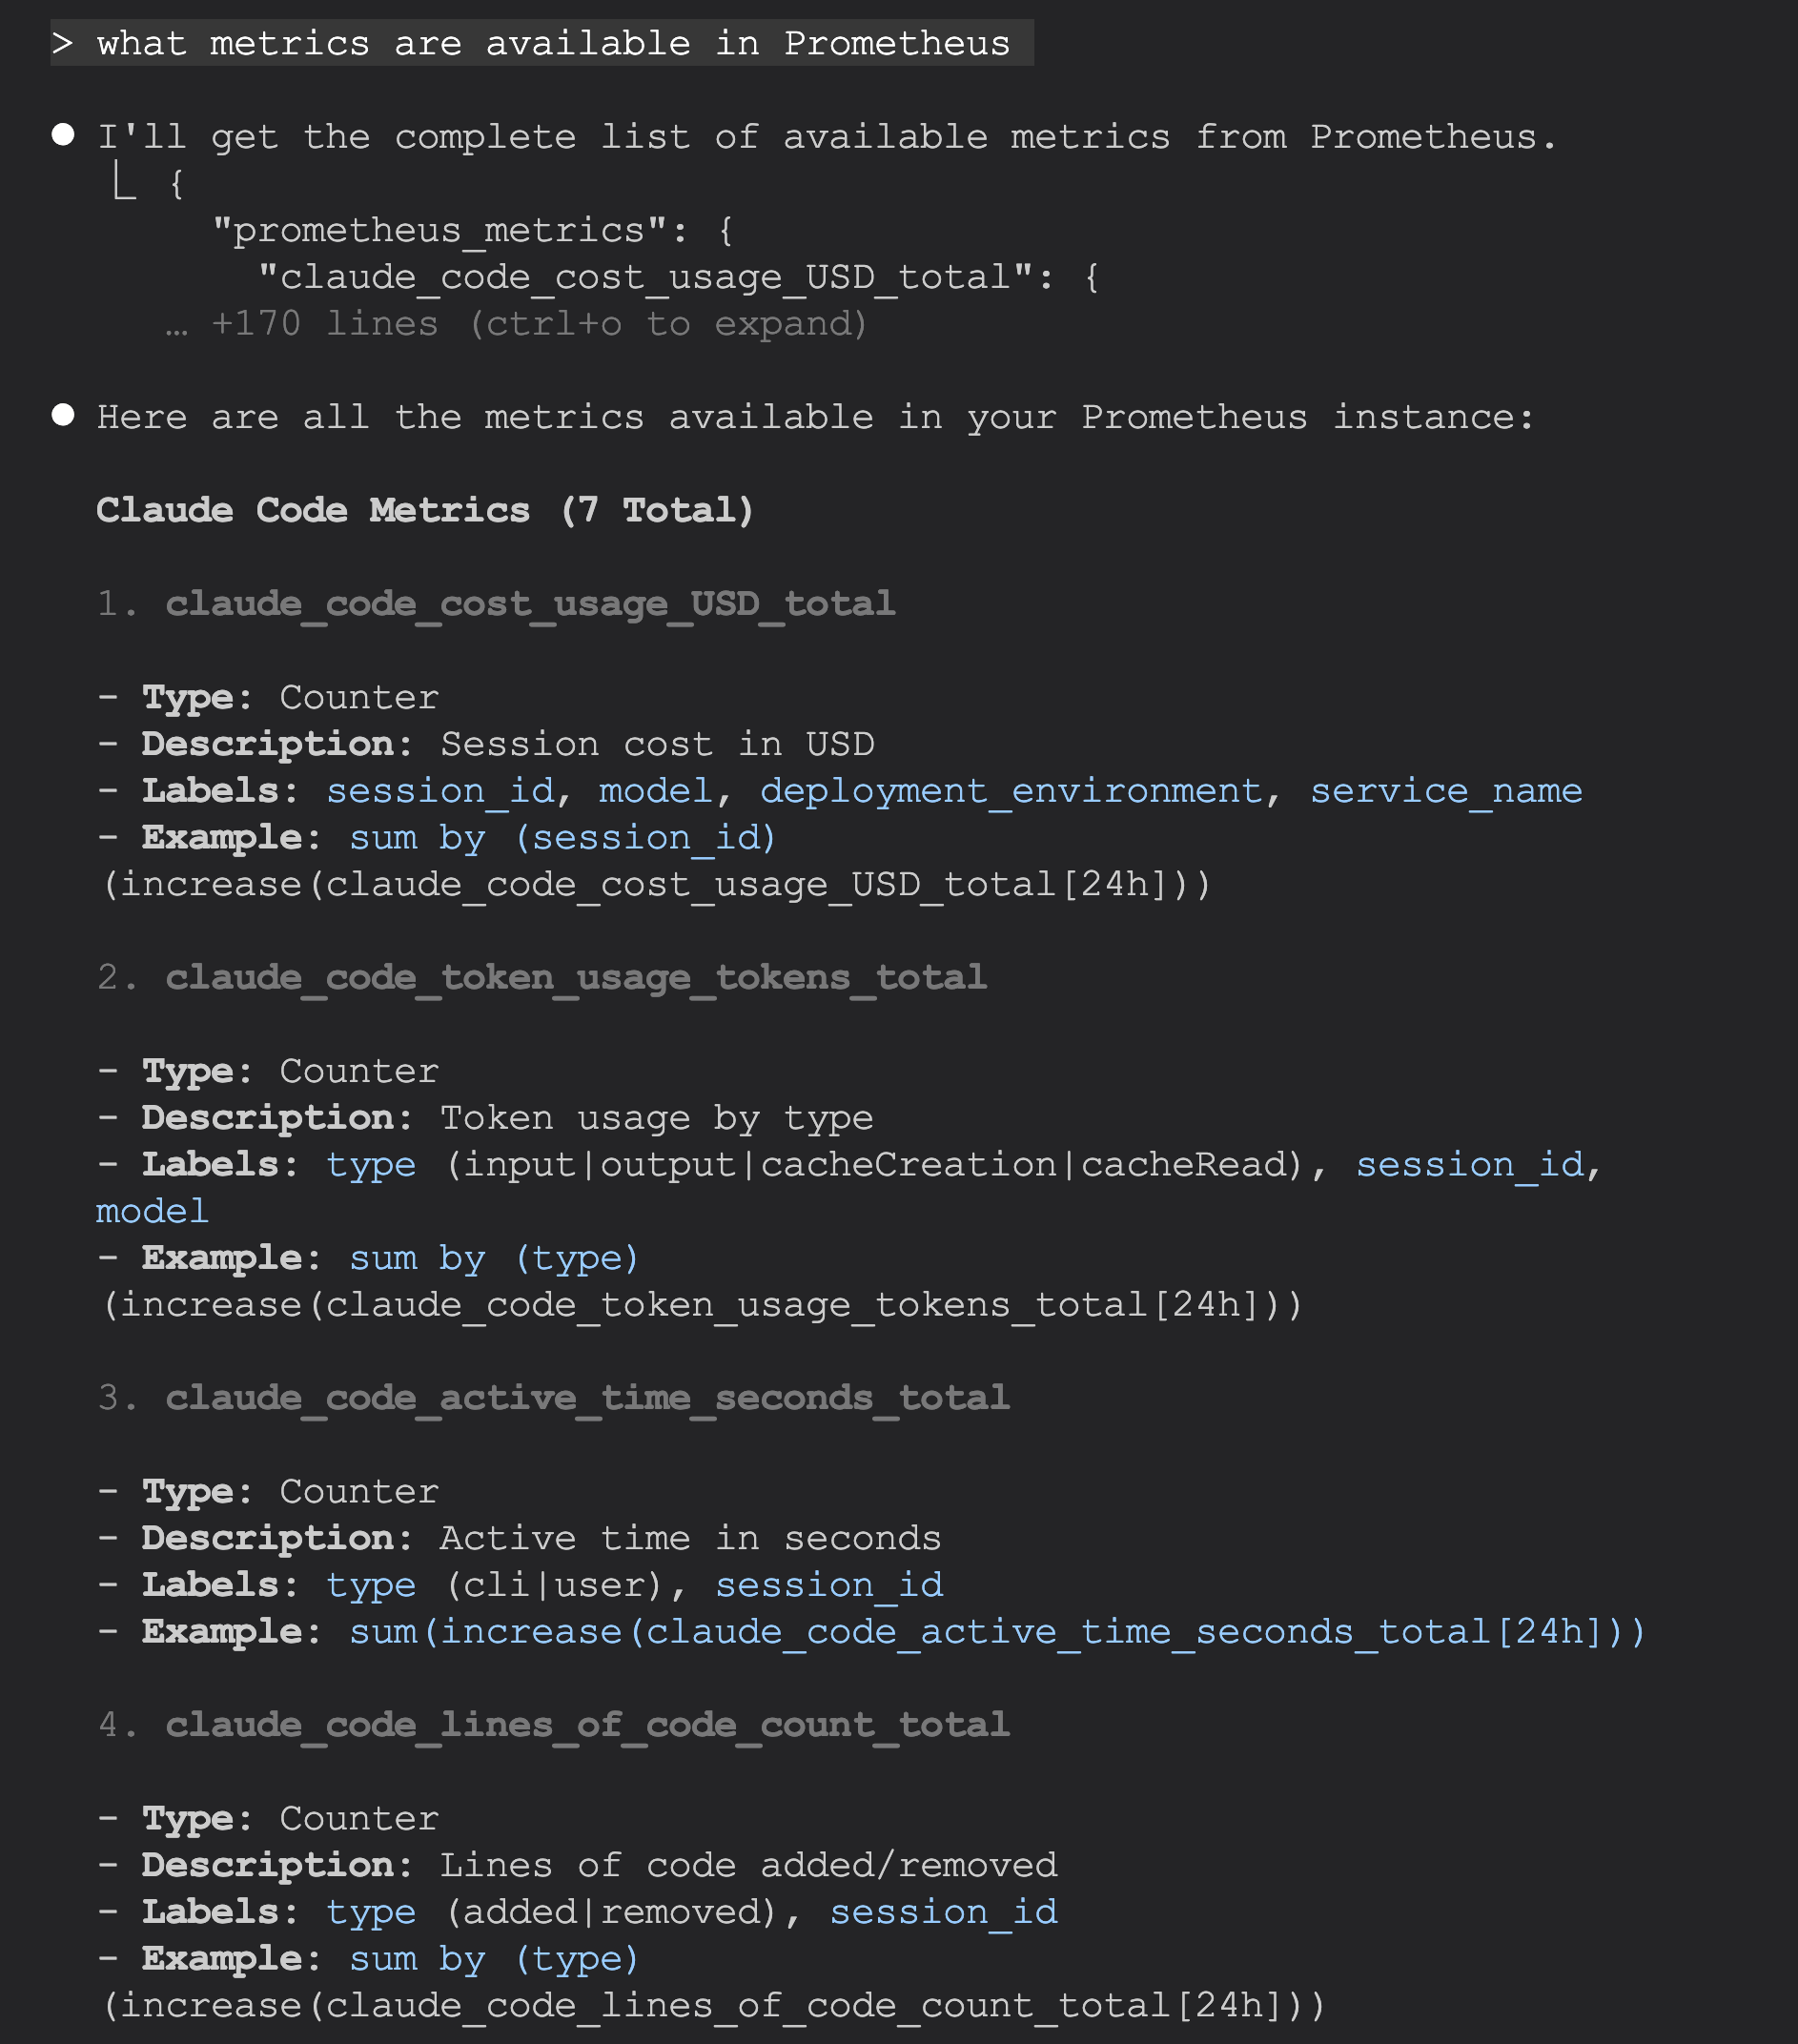 > what metrics are available in Prometheus
● I'll get the complete list of available metrics from Prometheus.
⎿ {
"prometheus_metrics": {
"claude_code_cost_usage_USD_total": {
… +170 lines (ctrl+o to expand)
● Here are all the metrics available in your Prometheus instance:
Claude Code Metrics (7 Total)
1. claude_code_cost_usage_USD_total
- Type: Counter
- Description: Session cost in USD
- Labels: session_id, model, deployment_environment, service_name
- Example: sum by (session_id)
(increase(claude_code_cost_usage_USD_total[24h]))
2. claude_code_token_usage_tokens_total
- Type: Counter
- Description: Token usage by type
- Labels: type (input|output|cacheCreation|cacheRead), session_id,
model
- Example: sum by (type)
(increase(claude_code_token_usage_tokens_total[24h]))
3. claude_code_active_time_seconds_total
- Type: Counter
- Description: Active time in seconds
- Labels: type (cli|user), session_id
- Example: sum(increase(claude_code_active_time_seconds_total[24h]))
4. claude_code_lines_of_code_count_total
- Type: Counter
- Description: Lines of code added/removed
- Labels: type (added|removed), session_id
- Example: sum by (type)
(increase(claude_code_lines_of_code_count_total[24h]))